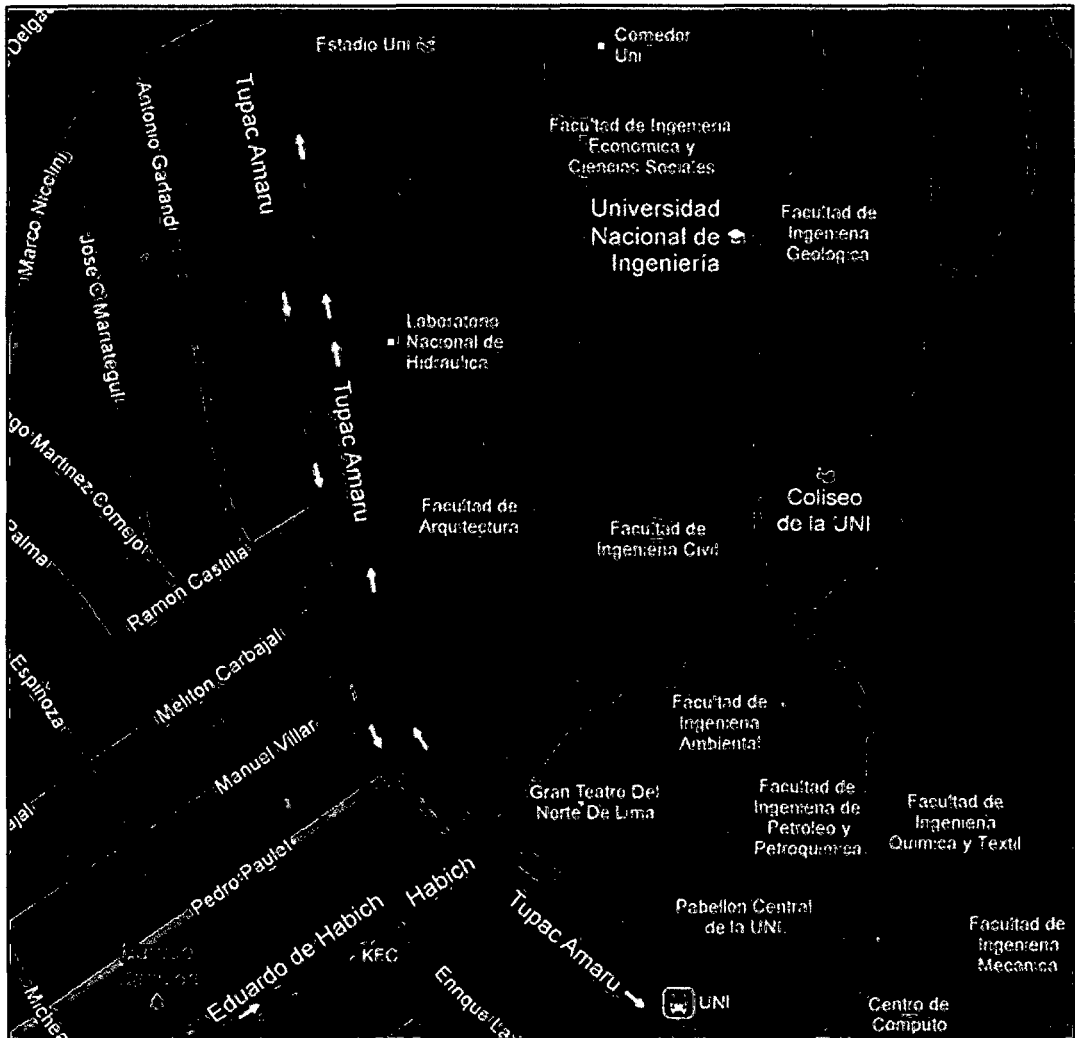 Estadio Uni
Comedor
Uni
Antonio Garland
Tupac Amaru
Facultad de Ingenieria
Economica y
Ciencias Sociales
Marco Nicolini
Universidad
Nacional de
Ingeniería
Facultad de
Ingenieria
Geologica
Jose C Mariategui
Laboratorio
Nacional de
Hidraulica
Tupac Amaru
Martinez Cornejo
Palma
Facultad de
Arquitectura
Facultad de
Ingenieria Civil
Coliseo
de la UNI
Ramon Castilla
Espinoza
Meliton Carbajal
Manuel Villar
Facultad de
Ingenieria
Ambiental
Gran Teatro Del
Norte De Lima
Facultad de
Ingenieria de
Petroleo y
Petroquimica
Facultad de
Ingenieria
Quimica y Textil
Pedro Paulet
Habich
Eduardo de Habich
KFC
Tupac Amaru
Pabellon Central
de la UNI.
Facultad de
Ingenieria
Mecanica
UNI
Centro de
Computo